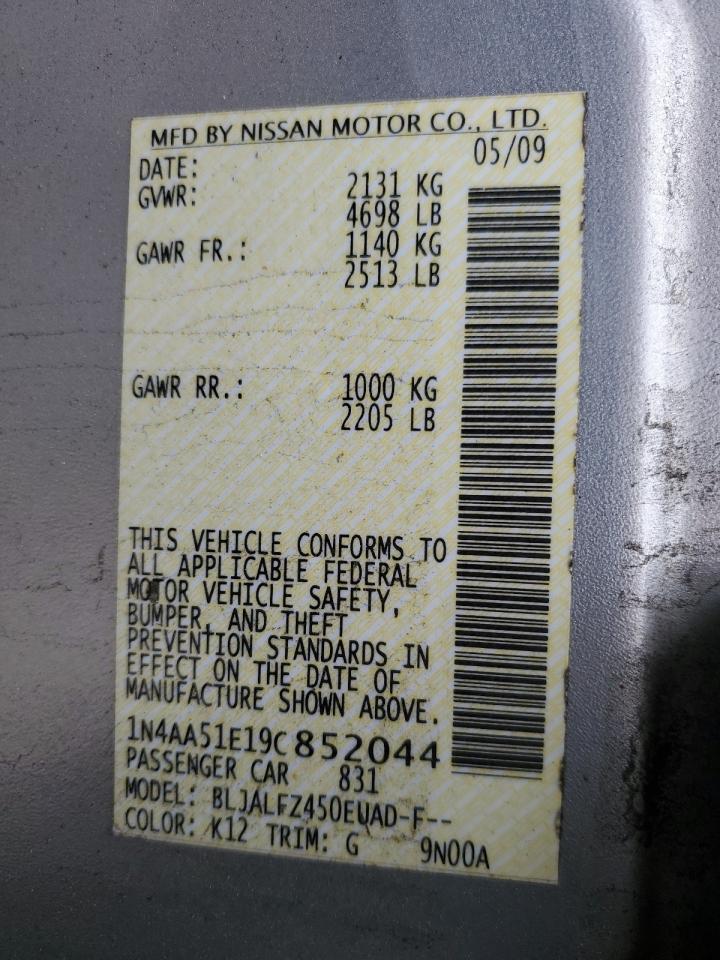 MFD BY NISSAN MOTOR CO., LTD.
DATE: 05/09
GVWR: 2131 KG
4698 LB
GAWR FR.: 1140 KG
2513 LB
GAWR RR.: 1000 KG
2205 LB
THIS VEHICLE CONFORMS TO
ALL APPLICABLE FEDERAL
MOTOR VEHICLE SAFETY,
BUMPER, AND THEFT
PREVENTION STANDARDS IN
EFFECT ON THE DATE OF
MANUFACTURE SHOWN ABOVE.
1N4AA51E19C852044
PASSENGER CAR 831
MODEL: BLJALFZ450EUAD-F--
COLOR: K12 TRIM: G 9N00A